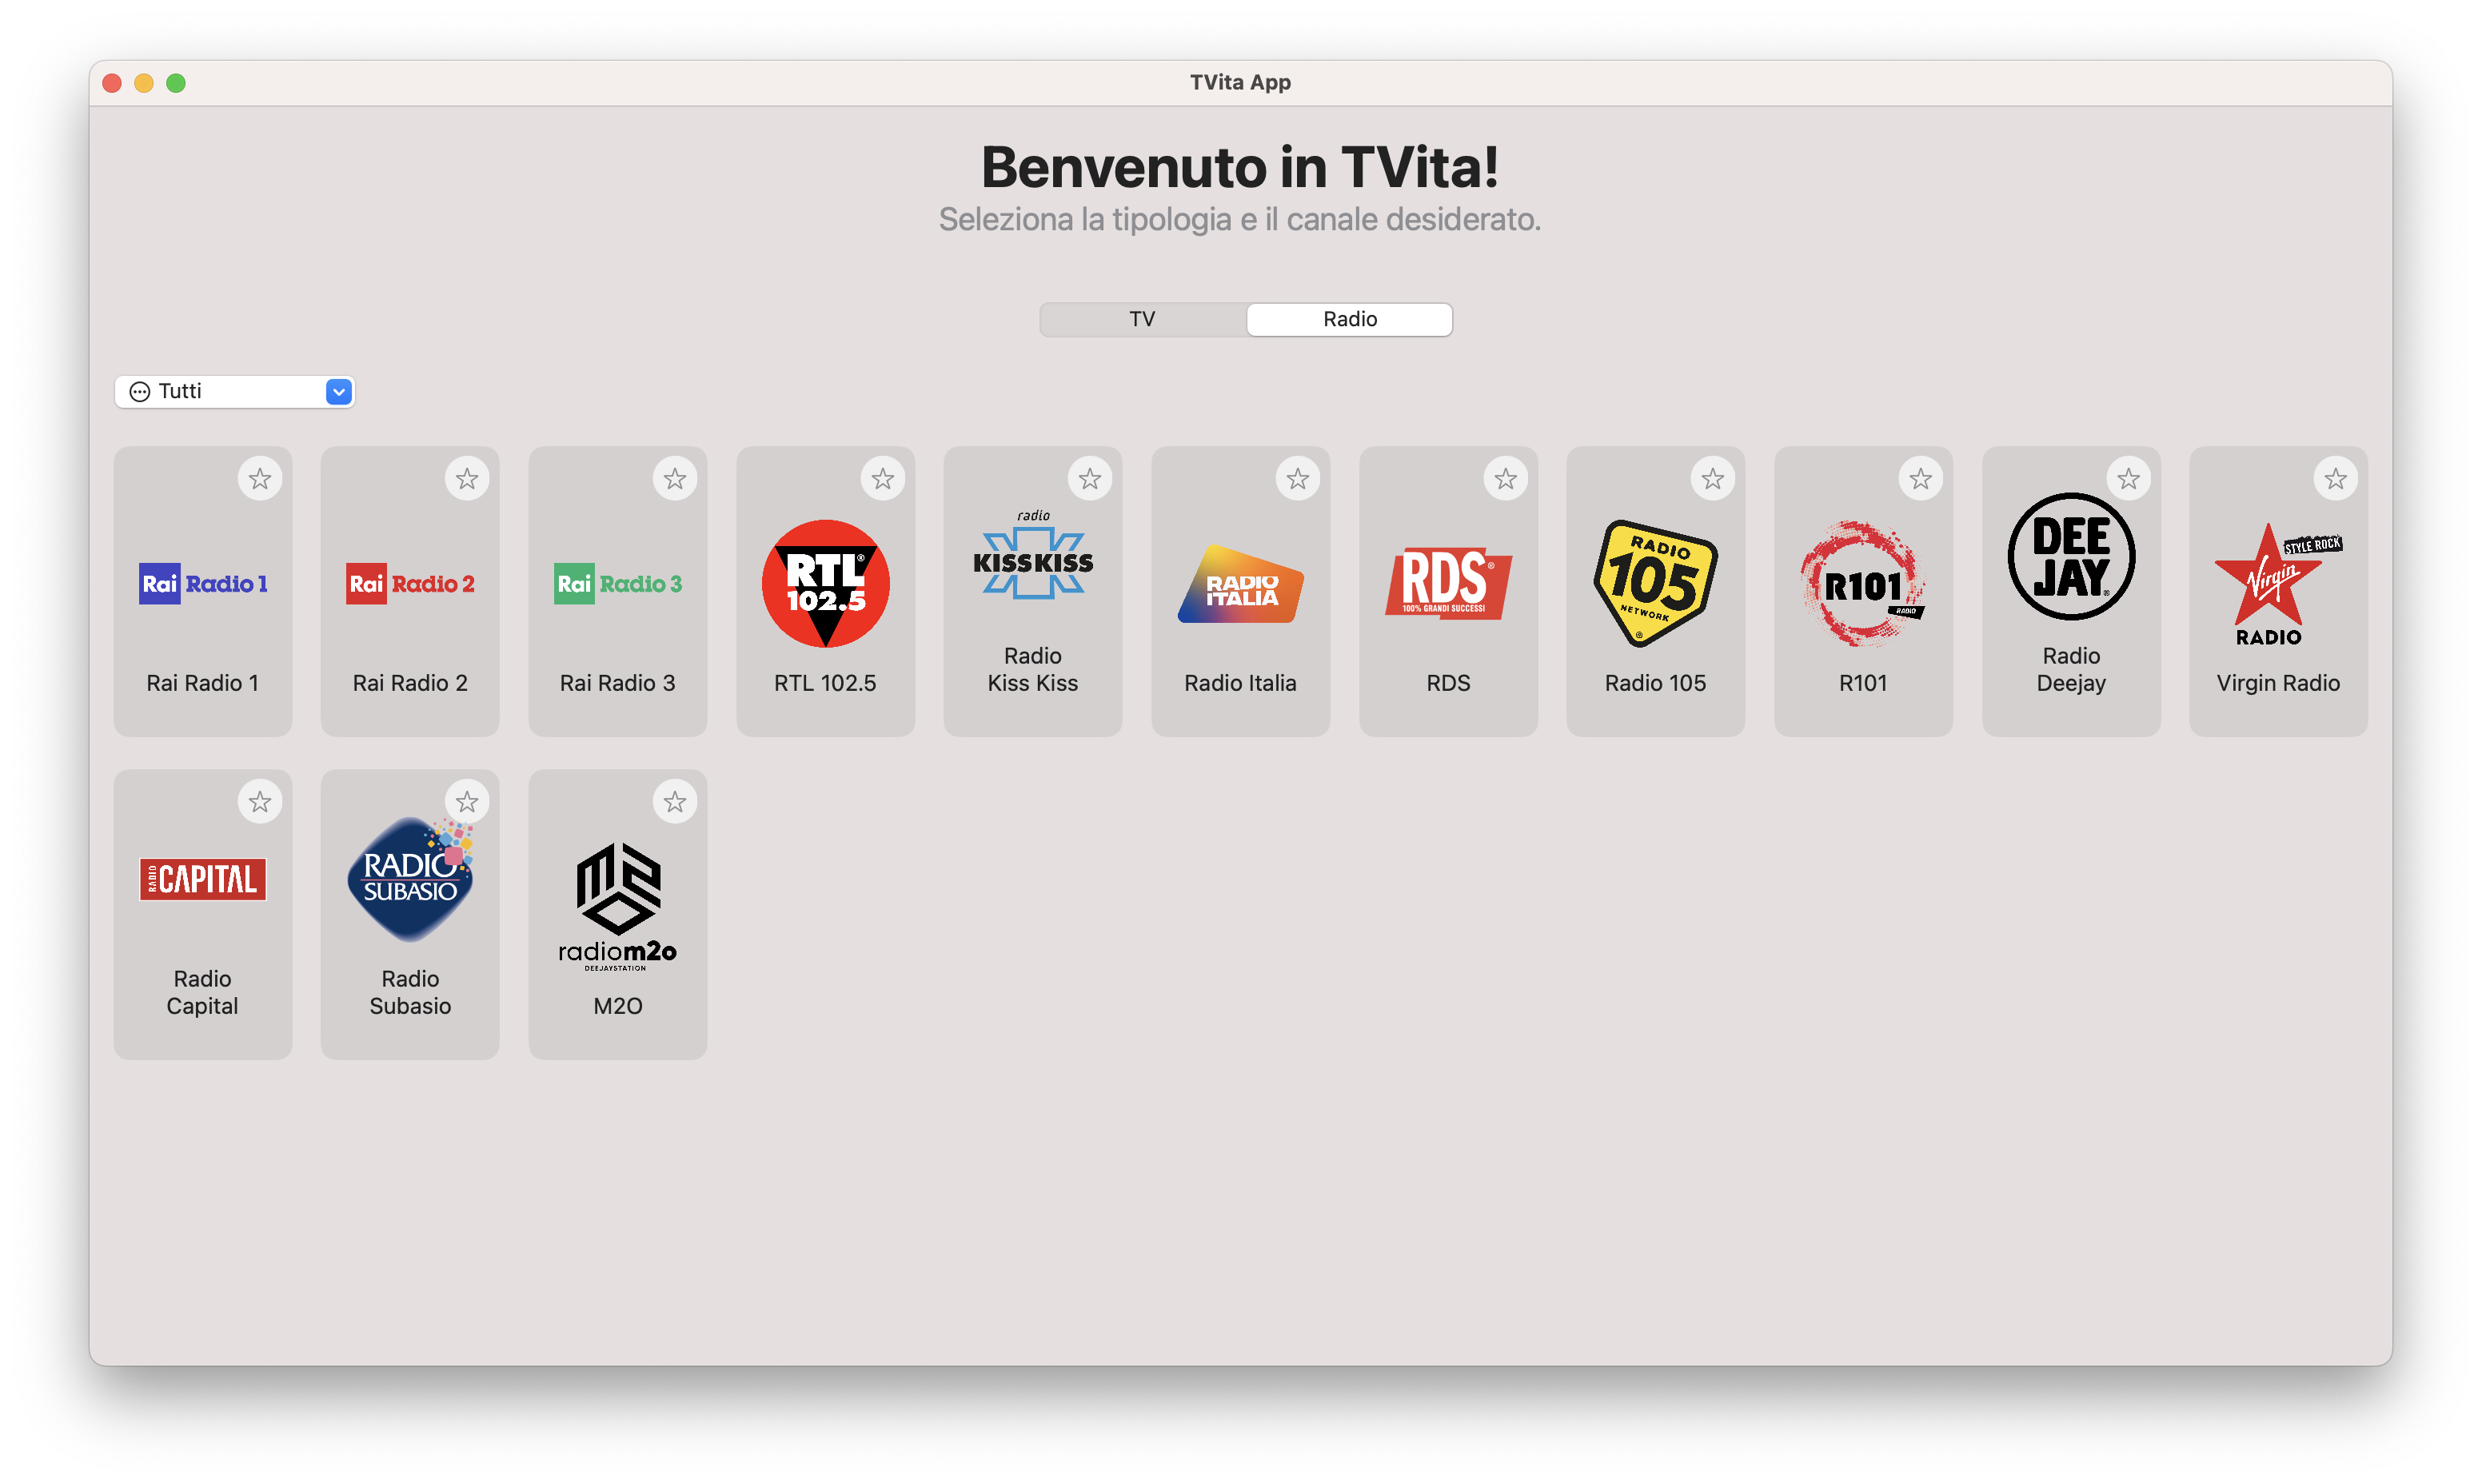 TVita App
Benvenuto in TVita!
Seleziona la tipologia e il canale desiderato.
TV
Radio
Tutti
Rai Radio 1
Rai Radio 1
Rai Radio 2
Rai Radio 2
Rai Radio 3
Rai Radio 3
RTL®
102.5
RTL 102.5
radio
KISS KISS
Radio
Kiss Kiss
RADIO
ITALIA
Radio Italia
RDS®
100% GRANDI SUCCESSI
RDS
RADIO
105
NETWORK
®
Radio 105
R101
RADIO
R101
DEE
JAY®
Radio
Deejay
STYLE ROCK
Virgin
RADIO
Virgin Radio
RADIO CAPITAL
Radio
Capital
RADIO
SUBASIO
Radio
Subasio
m2o
radiom2o
DEEJAYSTATION
M2O